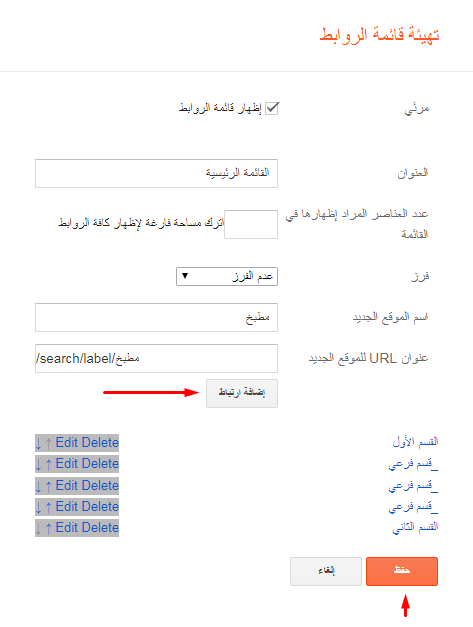 تهيئة قائمة الروابط
مرئي إظهار قائمة الروابط
العنوان القائمة الرئيسية
عدد العناصر المراد إظهارها في القائمة اترك مساحة فارغة لإظهار كافة الروابط
فرز عدم الفرز
اسم الموقع الجديد مطبخ
عنوان URL للموقع الجديد /search/label/مطبخ
إضافة ارتباط
القسم الأول ↓ ↑ Edit Delete
_قسم فرعي ↓ ↑ Edit Delete
_قسم فرعي ↓ ↑ Edit Delete
_قسم فرعي ↓ ↑ Edit Delete
القسم الثاني ↓ ↑ Edit Delete
حفظ إلغاء